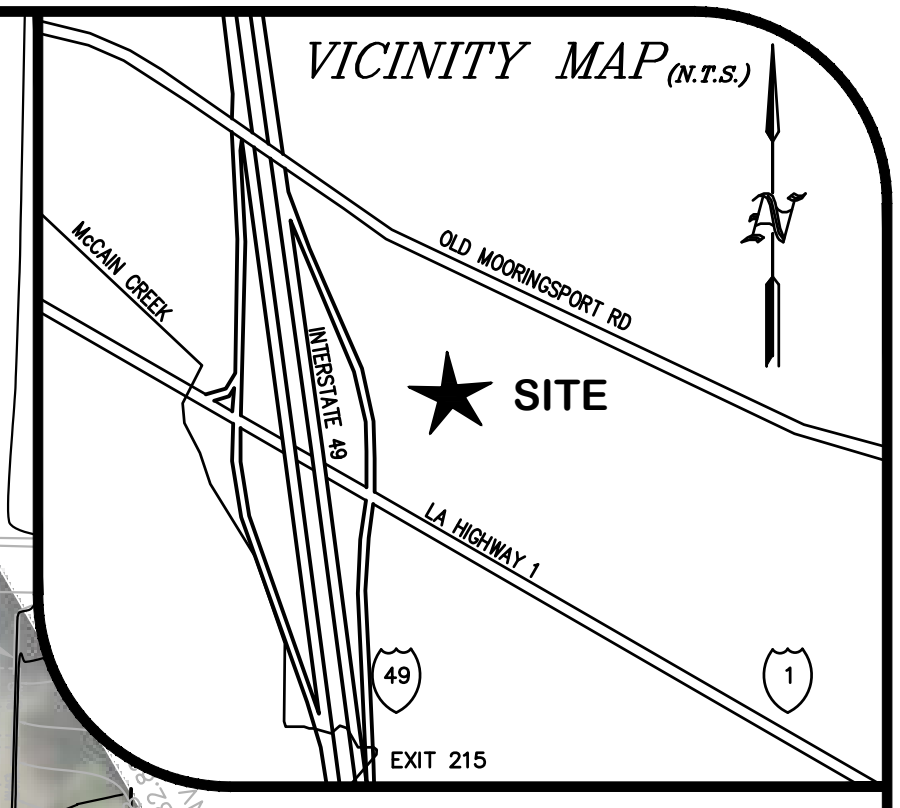 VICINITY MAP (N.T.S.)
N
McCAIN CREEK
OLD MOORINGSPORT RD
INTERSTATE 49
SITE
LA HIGHWAY 1
49
1
EXIT 215